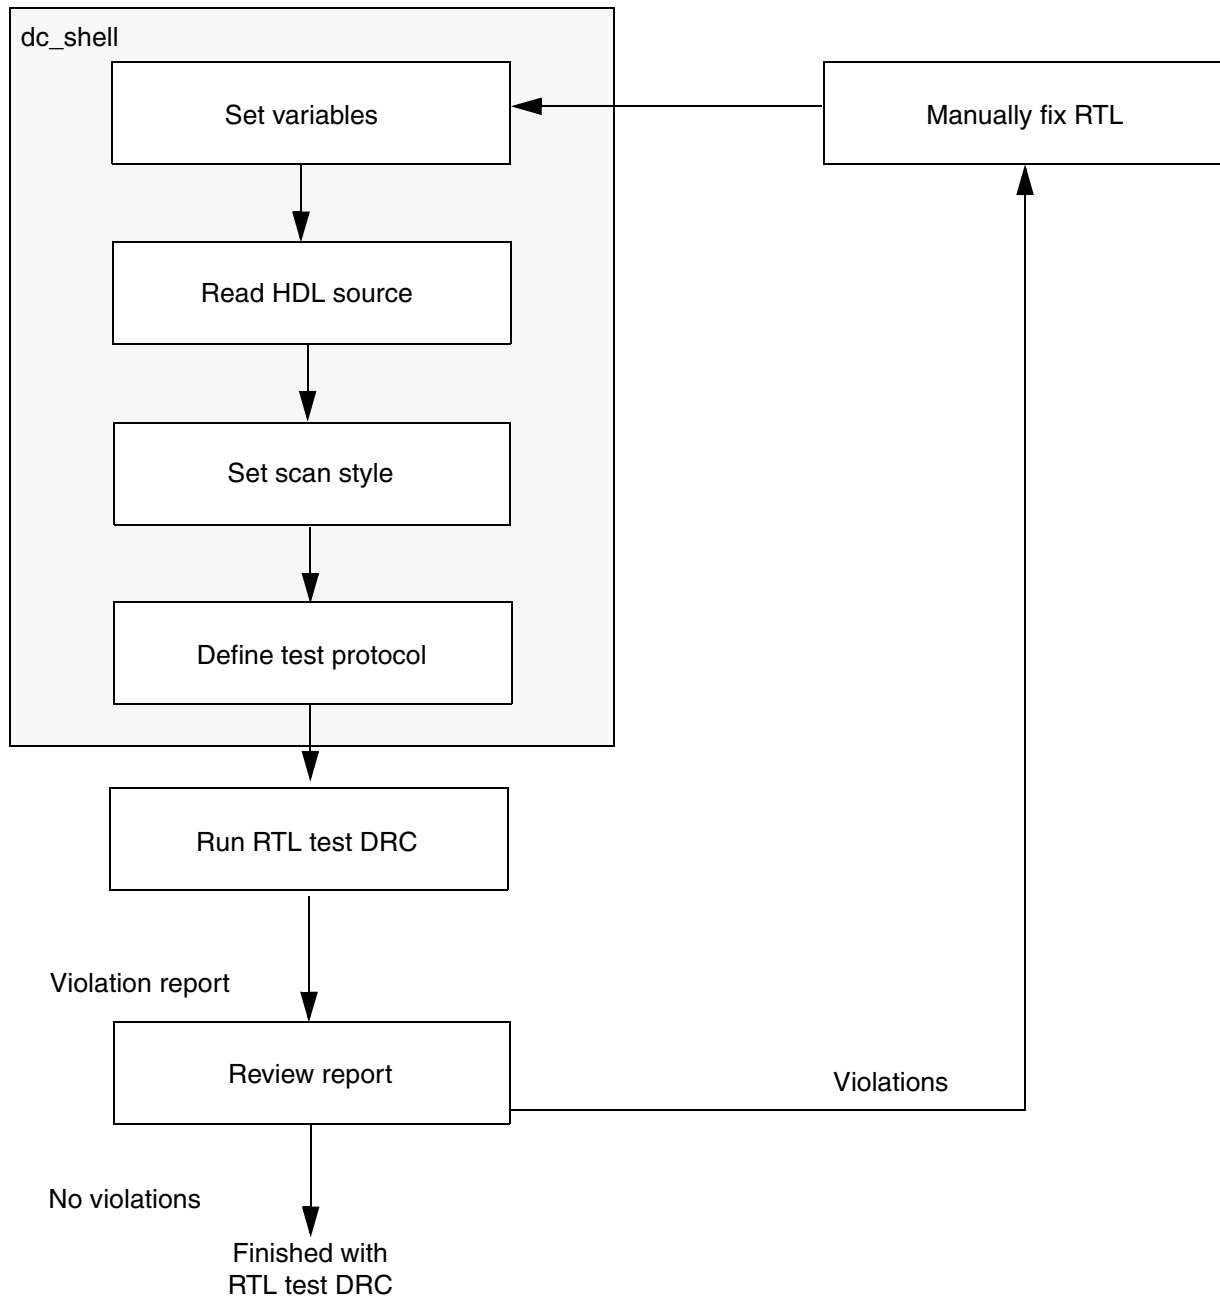 dc_shell
Set variables
Manually fix RTL
Read HDL source
Set scan style
Define test protocol
Run RTL test DRC
Violation report
Review report
Violations
No violations
Finished with
RTL test DRC